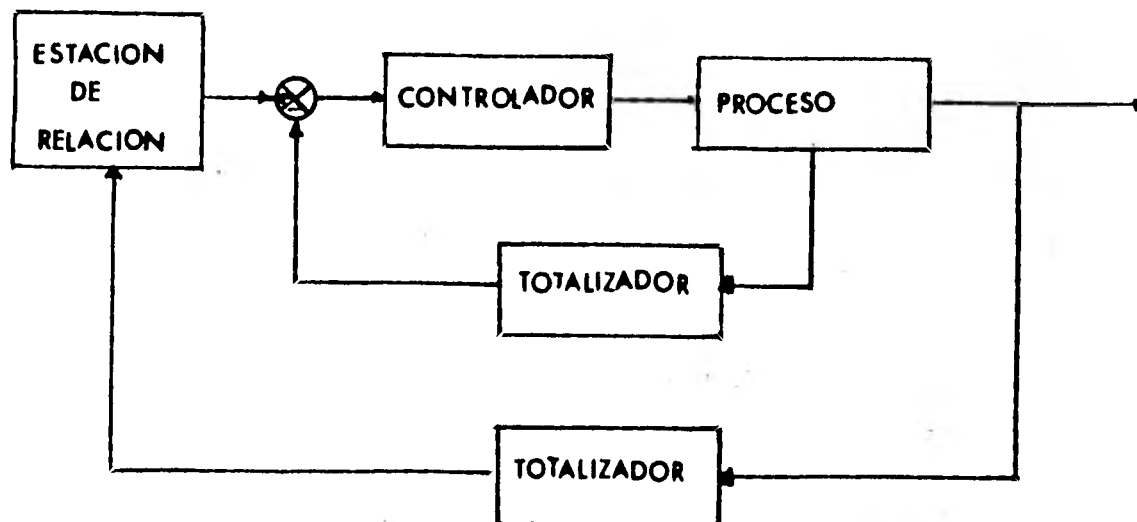 ESTACION
DE
RELACION
CONTROLADOR
PROCESO
TOTALIZADOR
TOTALIZADOR